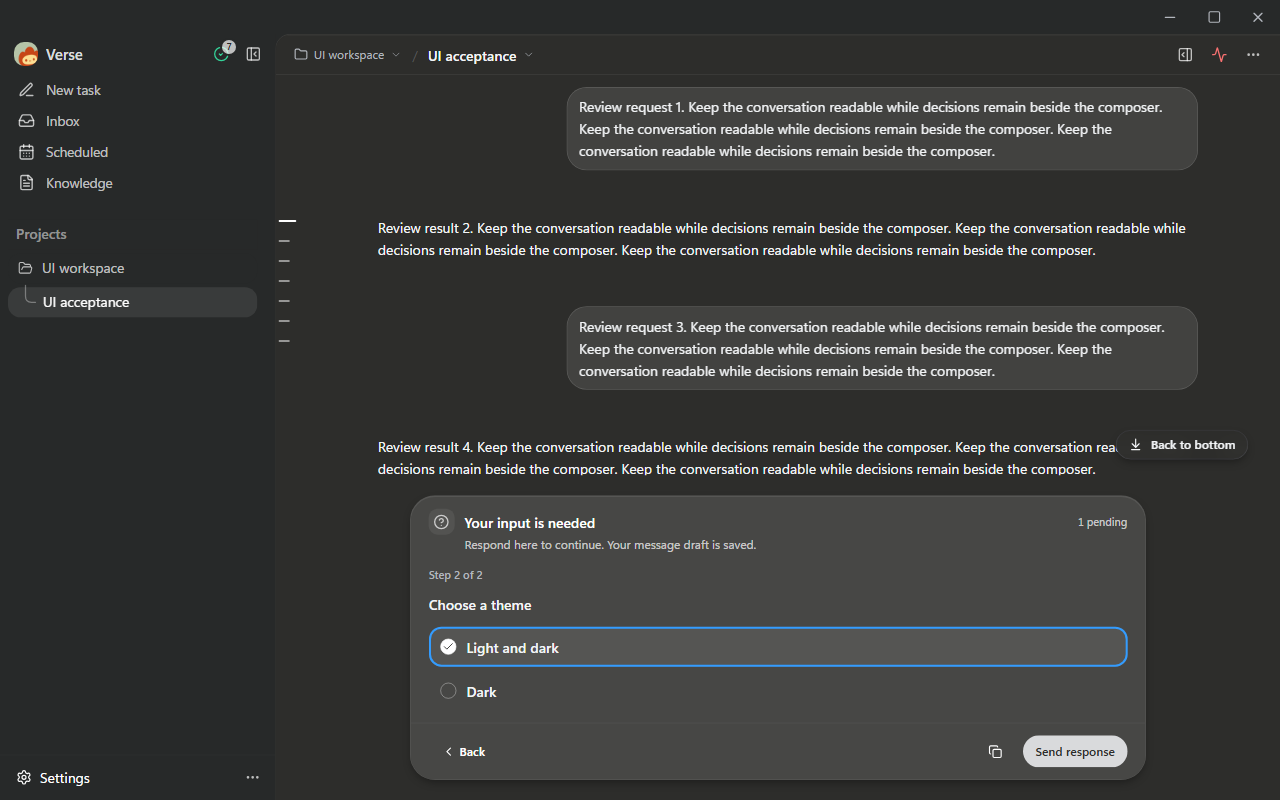 Verse
7
New task
Inbox
Scheduled
Knowledge
Projects
UI workspace
UI acceptance
Settings
UI workspace / UI acceptance
Review request 1. Keep the conversation readable while decisions remain beside the composer.
Keep the conversation readable while decisions remain beside the composer. Keep the
conversation readable while decisions remain beside the composer.
Review result 2. Keep the conversation readable while decisions remain beside the composer. Keep the conversation readable while
decisions remain beside the composer. Keep the conversation readable while decisions remain beside the composer.
Review request 3. Keep the conversation readable while decisions remain beside the composer.
Keep the conversation readable while decisions remain beside the composer. Keep the
conversation readable while decisions remain beside the composer.
Review result 4. Keep the conversation readable while decisions remain beside the composer. Keep the conversation
decisions remain beside the composer. Keep the conversation readable while decisions remain beside the composer.
Back to bottom
Your input is needed
1 pending
Respond here to continue. Your message draft is saved.
Step 2 of 2
Choose a theme
Light and dark
Dark
Back
Send response